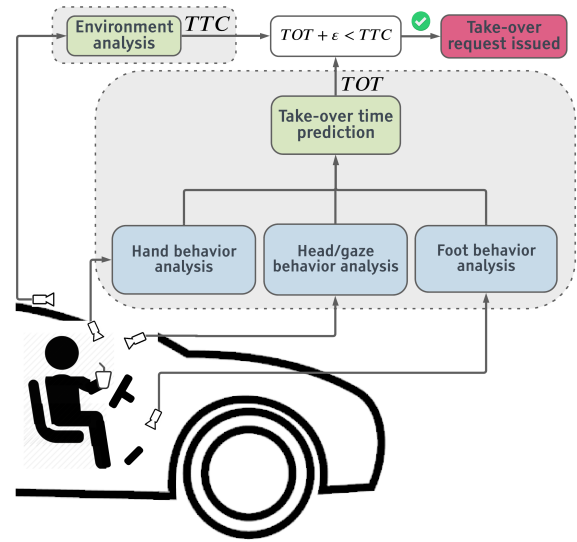 Environment
analysis
TTC
TOT + ε < TTC
Take-over
request issued
TOT
Take-over time
prediction
Hand behavior
analysis
Head/gaze
behavior analysis
Foot behavior
analysis